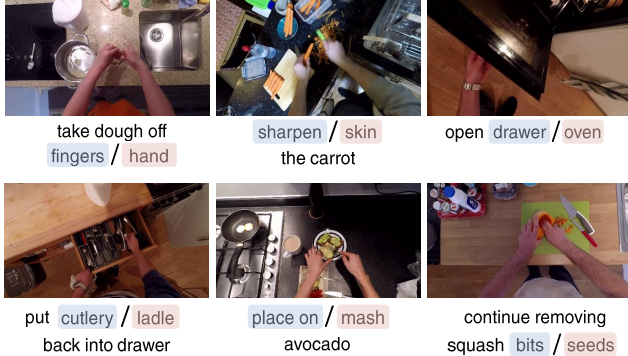 take dough off
fingers / hand
sharpen / skin
the carrot
open drawer / oven
put cutlery / ladle
back into drawer
place on / mash
avocado
continue removing
squash bits / seeds